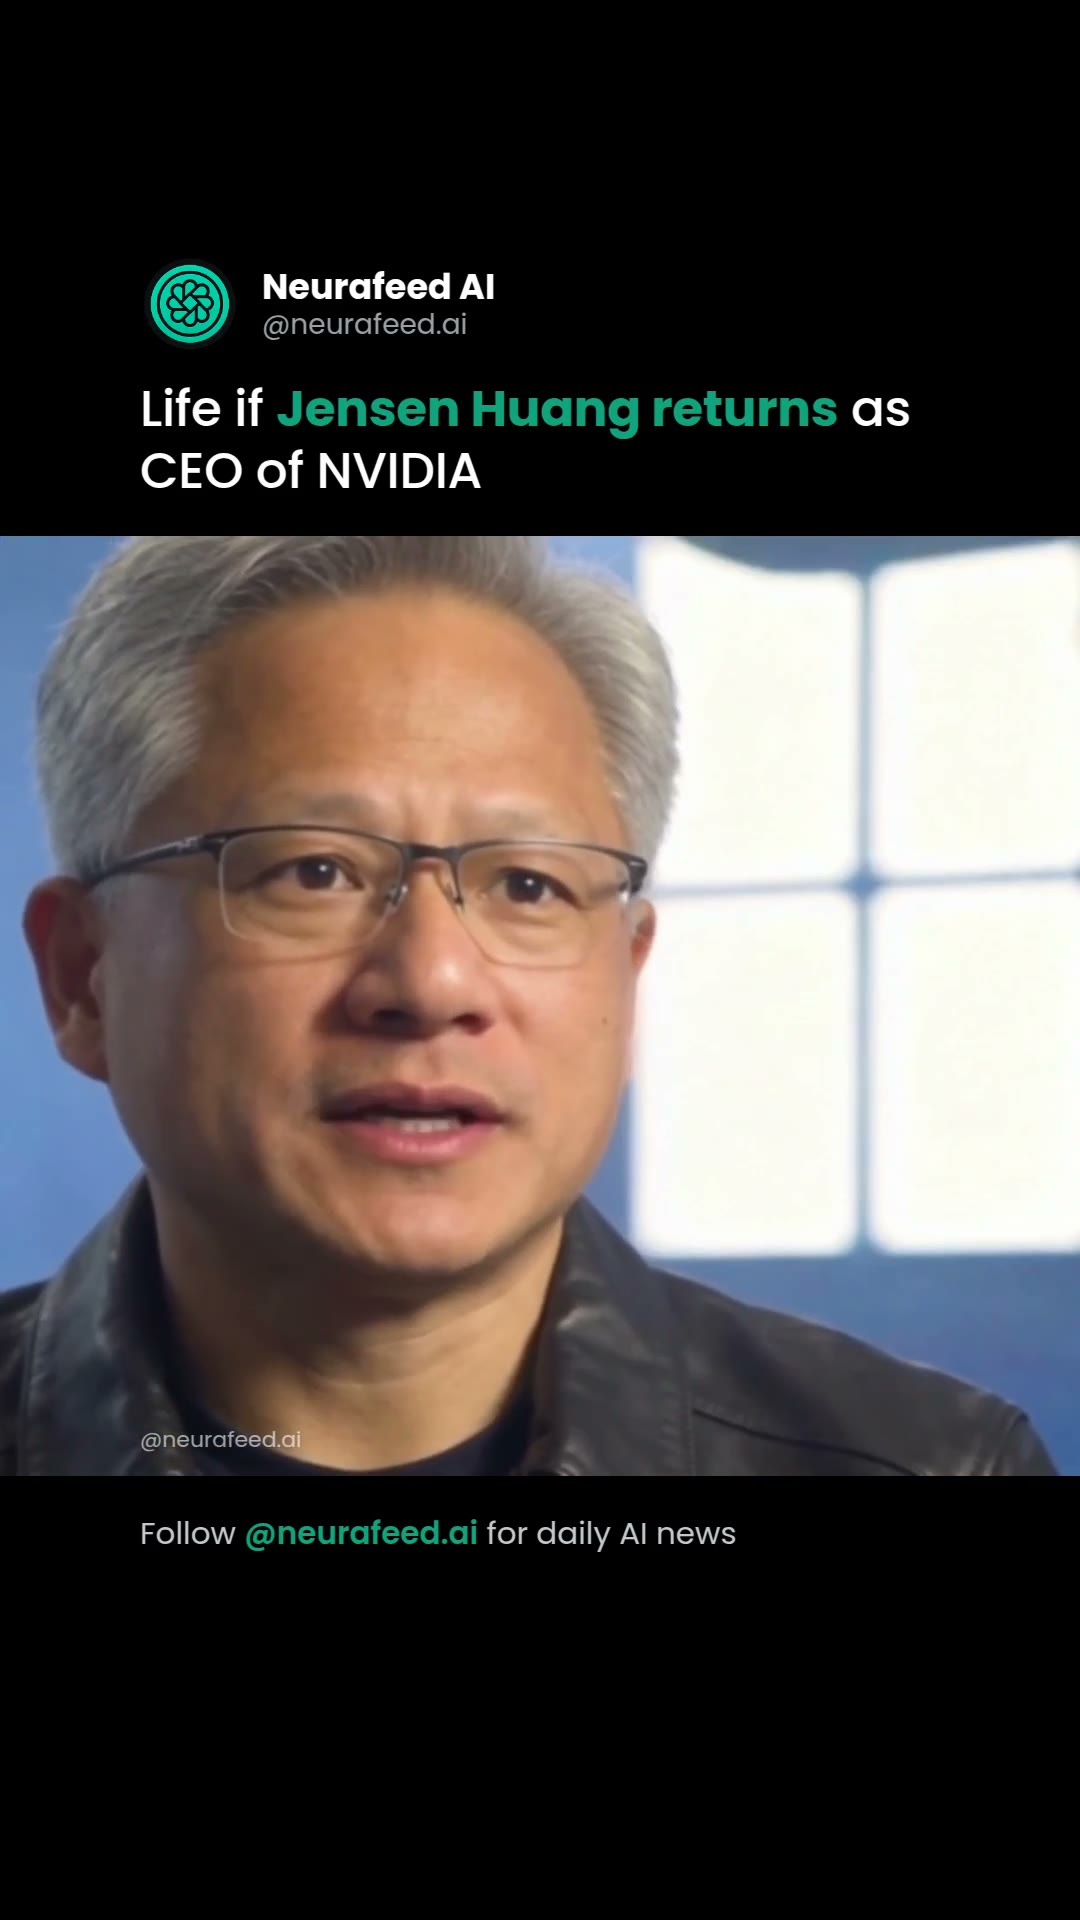 Neurafeed AI
@neurafeed.ai
Life if Jensen Huang returns as
CEO of NVIDIA
@neurafeed.ai
Follow @neurafeed.ai for daily AI news